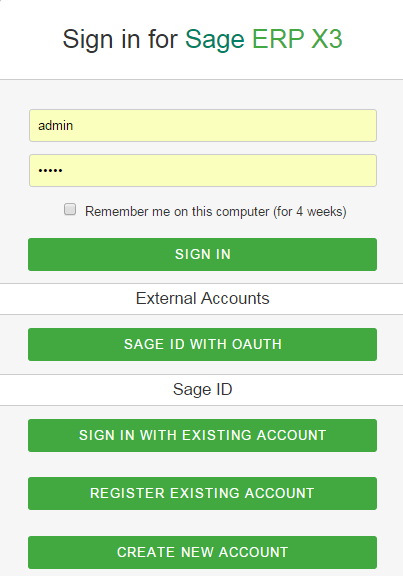 Sign in for Sage ERP X3
admin
•••••
Remember me on this computer (for 4 weeks)
SIGN IN
External Accounts
SAGE ID WITH OAUTH
Sage ID
SIGN IN WITH EXISTING ACCOUNT
REGISTER EXISTING ACCOUNT
CREATE NEW ACCOUNT